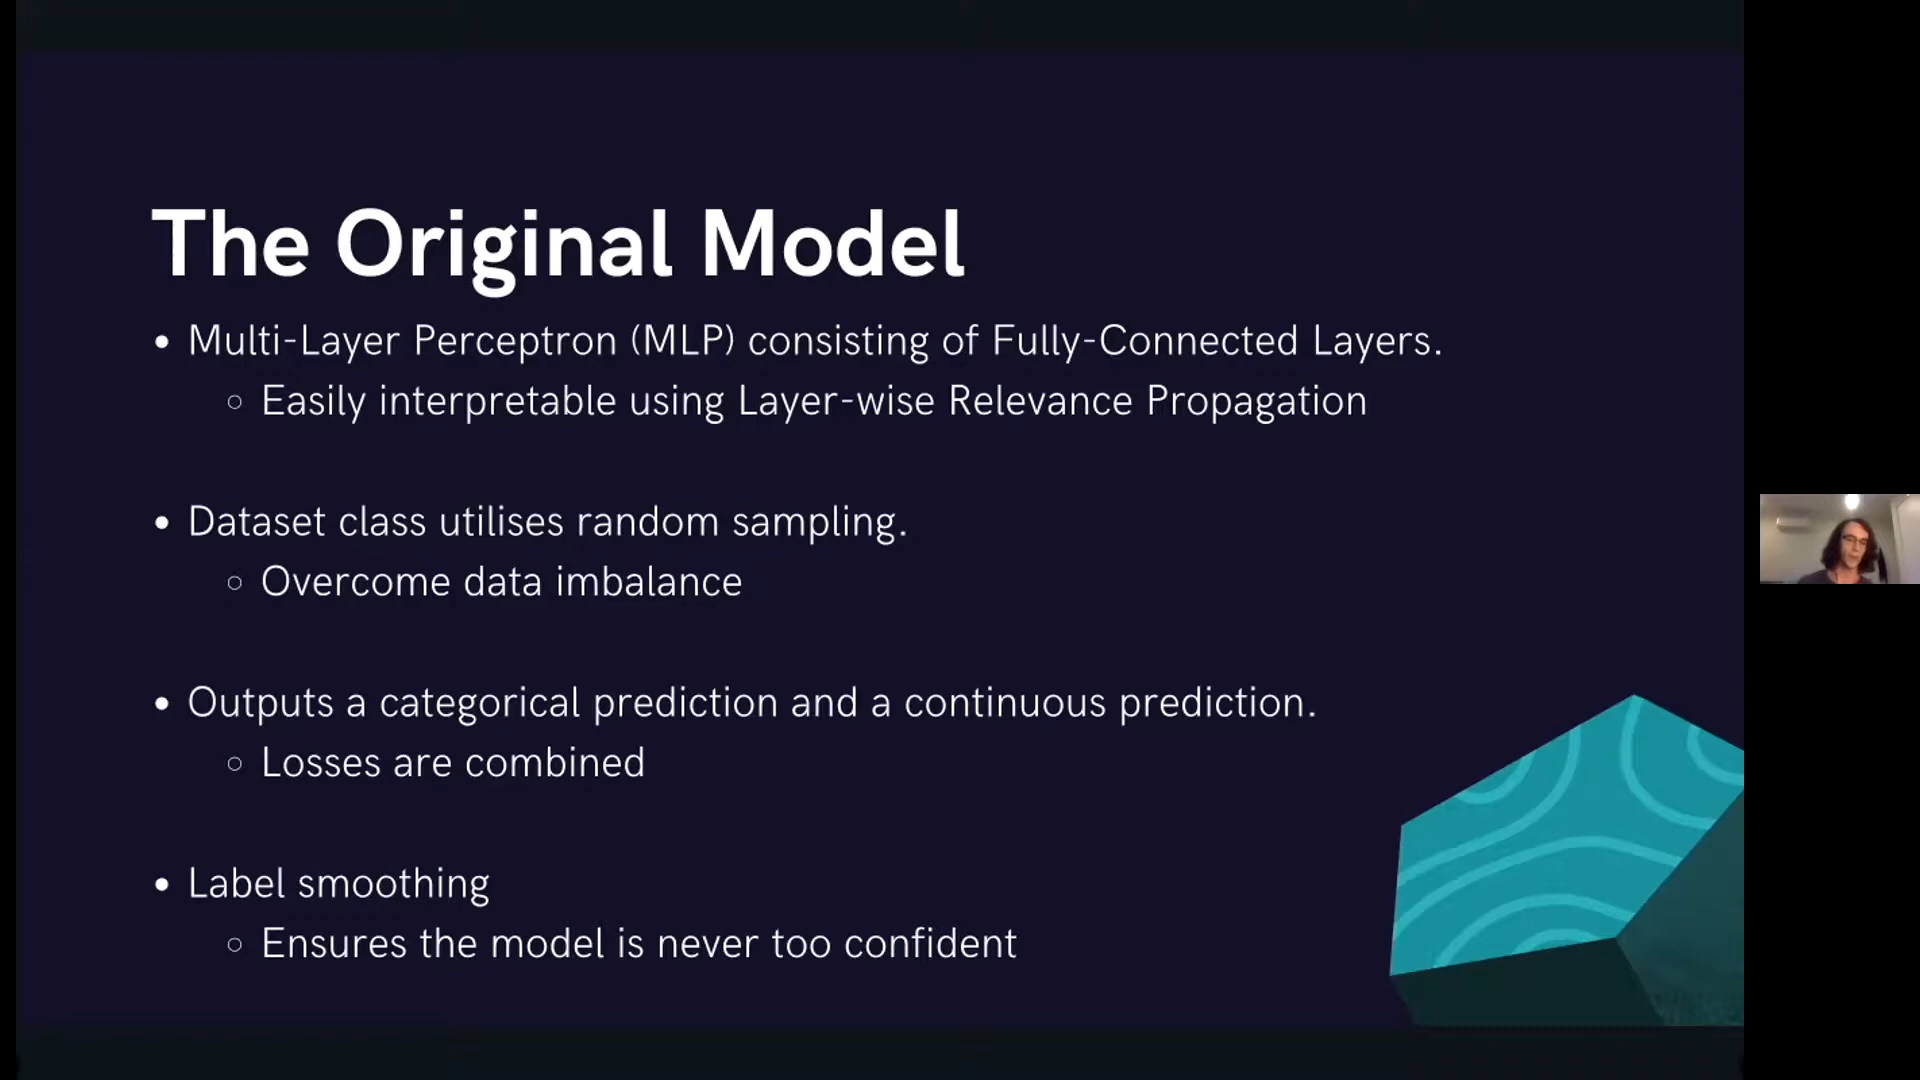 The Original Model
• Multi-Layer Perceptron (MLP) consisting of Fully-Connected Layers.
◦ Easily interpretable using Layer-wise Relevance Propagation
• Dataset class utilises random sampling.
◦ Overcome data imbalance
• Outputs a categorical prediction and a continuous prediction.
◦ Losses are combined
• Label smoothing
◦ Ensures the model is never too confident